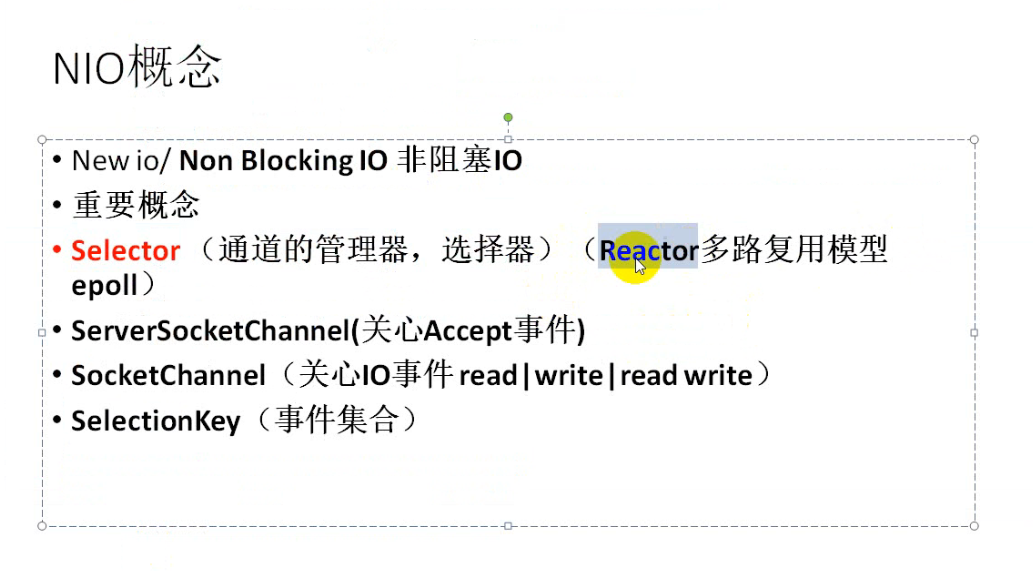 NIO概念
• New io/ Non Blocking IO 非阻塞IO
• 重要概念
• Selector （通道的管理器，选择器）（Reactor多路复用模型
epoll）
• ServerSocketChannel(关心Accept事件)
• SocketChannel（关心IO事件 read|write|read write）
• SelectionKey（事件集合）